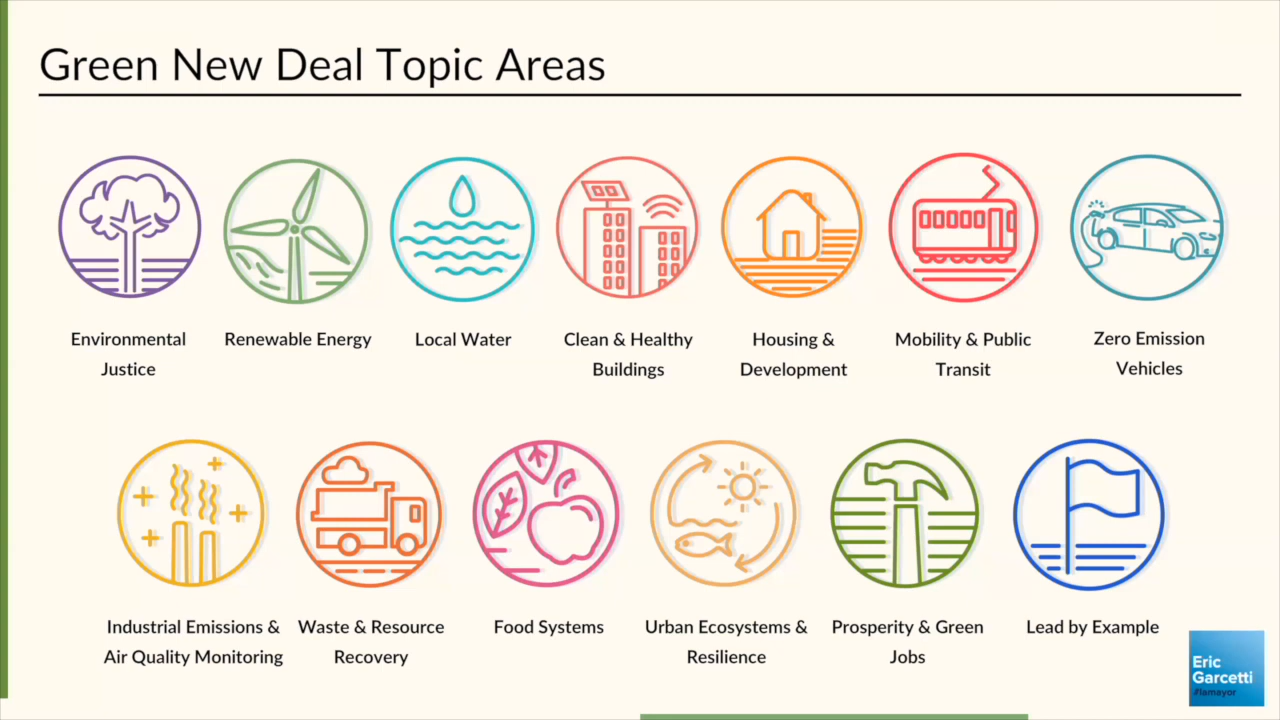 Green New Deal Topic Areas
Environmental
Justice
Renewable Energy
Local Water
Clean & Healthy
Buildings
Housing &
Development
Mobility & Public
Transit
Zero Emission
Vehicles
Industrial Emissions &
Air Quality Monitoring
Waste & Resource
Recovery
Food Systems
Urban Ecosystems &
Resilience
Prosperity & Green
Jobs
Lead by Example
Eric
Garcetti
#lamayor